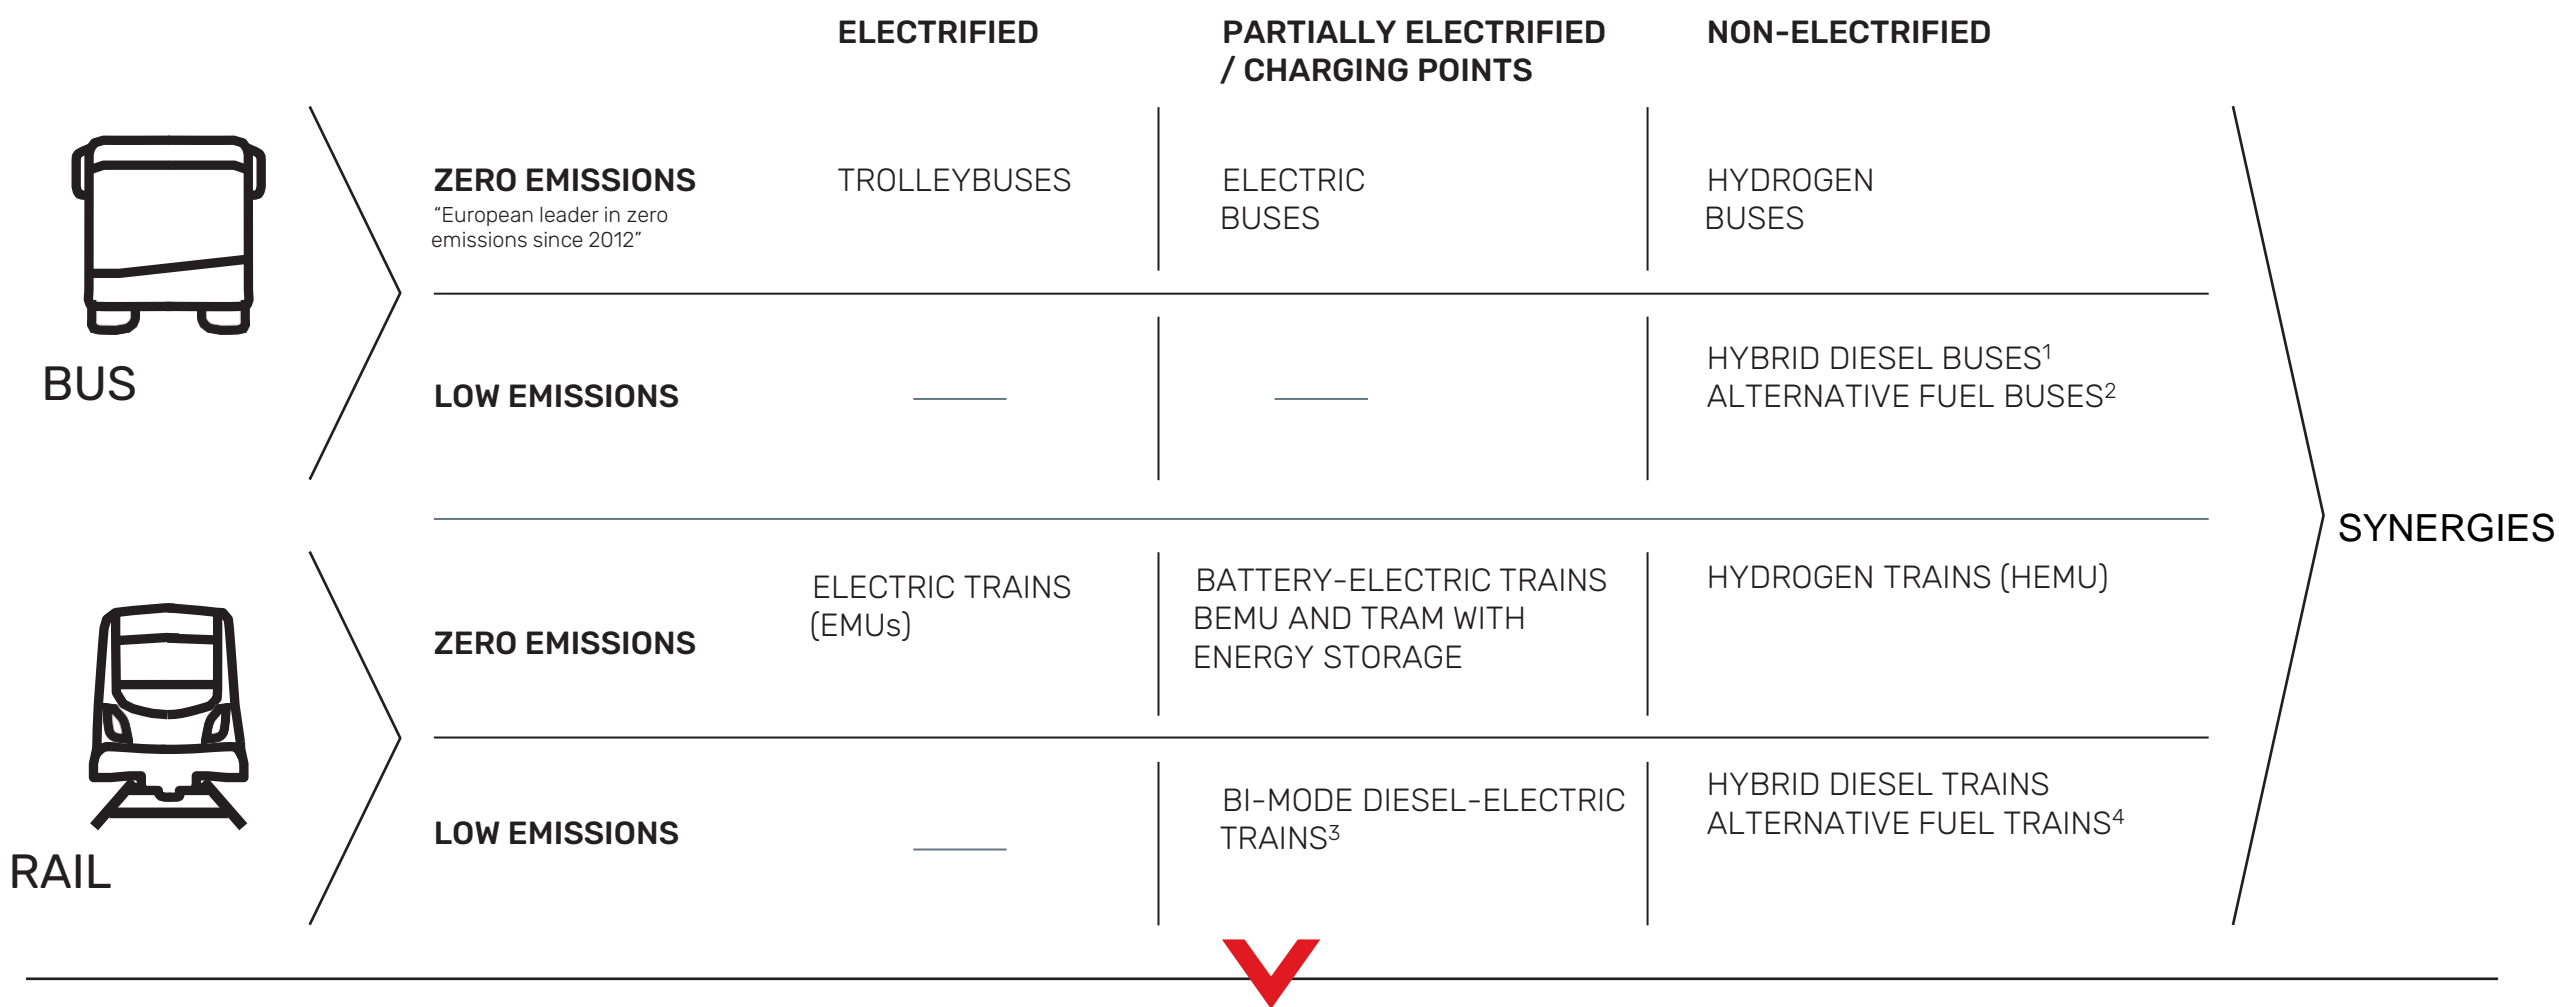 ELECTRIFIED
PARTIALLY ELECTRIFIED
/ CHARGING POINTS
NON-ELECTRIFIED
BUS
ZERO EMISSIONS
“European leader in zero
emissions since 2012”
TROLLEYBUSES
ELECTRIC
BUSES
HYDROGEN
BUSES
LOW EMISSIONS
HYBRID DIESEL BUSES¹
ALTERNATIVE FUEL BUSES²
SYNERGIES
RAIL
ZERO EMISSIONS
ELECTRIC TRAINS
(EMUs)
BATTERY-ELECTRIC TRAINS
BEMU AND TRAM WITH
ENERGY STORAGE
HYDROGEN TRAINS (HEMU)
LOW EMISSIONS
BI-MODE DIESEL-ELECTRIC
TRAINS³
HYBRID DIESEL TRAINS
ALTERNATIVE FUEL TRAINS⁴